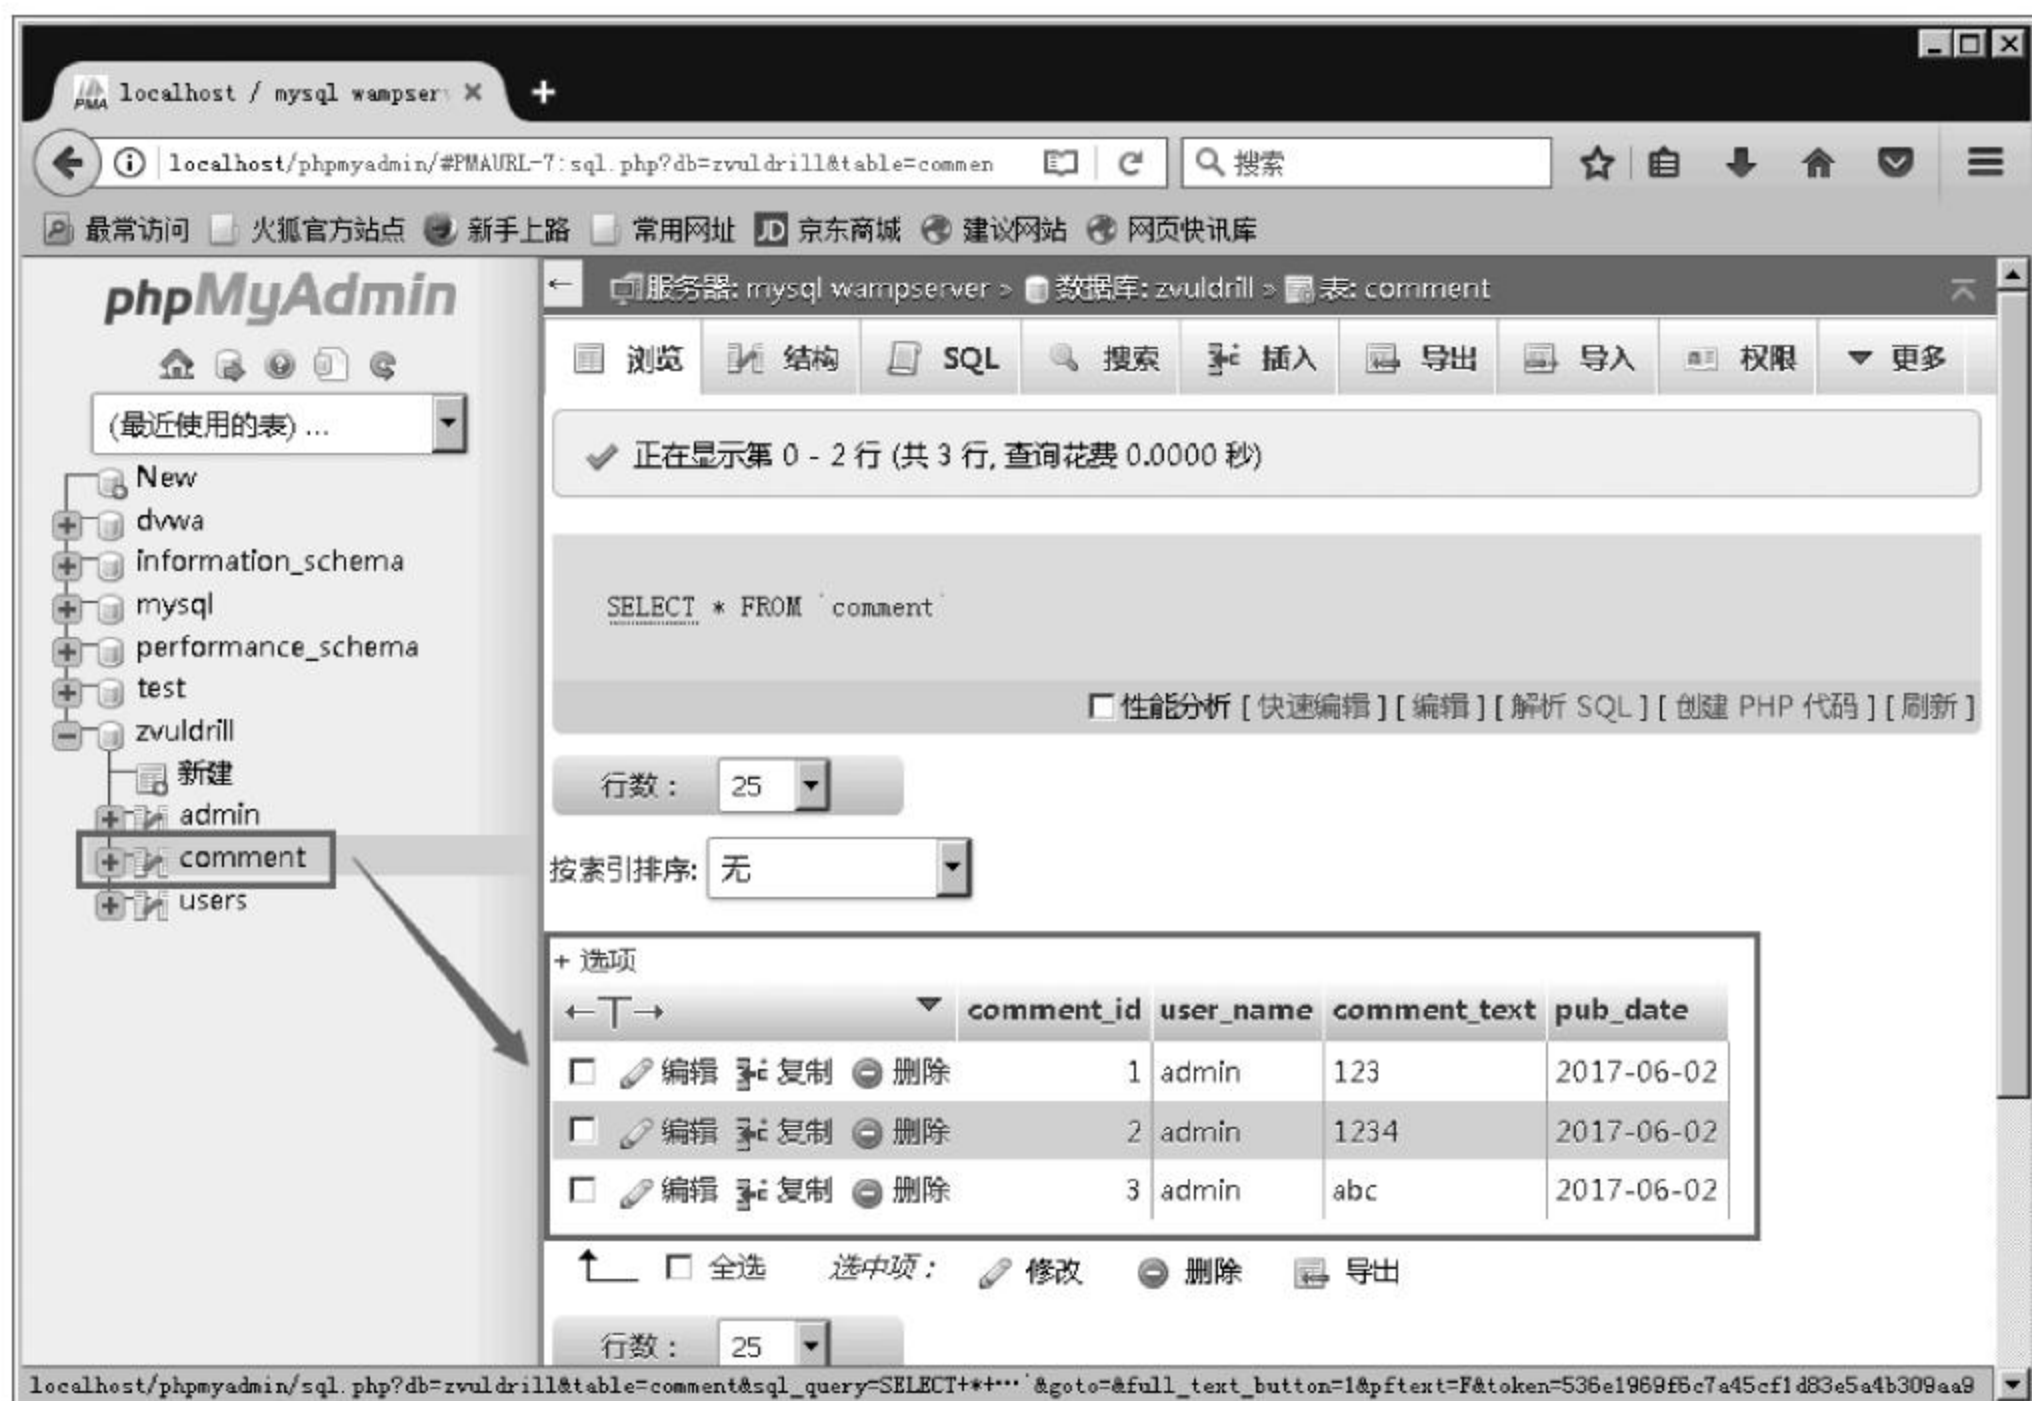 localhost / mysql wampser
localhost/phpmyadmin/#PMAURL-7:sql.php?db=zvuldrill&table=commen
搜索
最常访问 火狐官方站点 新手上路 常用网址 JD 京东商城 建议网站 网页快讯库
phpMyAdmin
(最近使用的表) ...
New
dvwa
information_schema
mysql
performance_schema
test
zvuldrill
新建
admin
comment
users
服务器: mysql wampserver » 数据库: zvuldrill » 表: comment
浏览 结构 SQL 搜索 插入 导出 导入 权限 更多
正在显示第 0 - 2 行 (共 3 行, 查询花费 0.0000 秒)
SELECT * FROM `comment`
性能分析 [ 快速编辑 ] [ 编辑 ] [ 解析 SQL ] [ 创建 PHP 代码 ] [ 刷新 ]
行数： 25
按索引排序: 无
+ 选项
←T→ comment_id user_name comment_text pub_date
编辑 复制 删除 1 admin 123 2017-06-02
编辑 复制 删除 2 admin 1234 2017-06-02
编辑 复制 删除 3 admin abc 2017-06-02
全选 选中项： 修改 删除 导出
行数： 25
localhost/phpmyadmin/sql.php?db=zvuldrill&table=comment&sql_query=SELECT+*+…`&goto=&full_text_button=1&pftext=F&token=536e1969f6c7a45cf1d83e5a4b309aa9